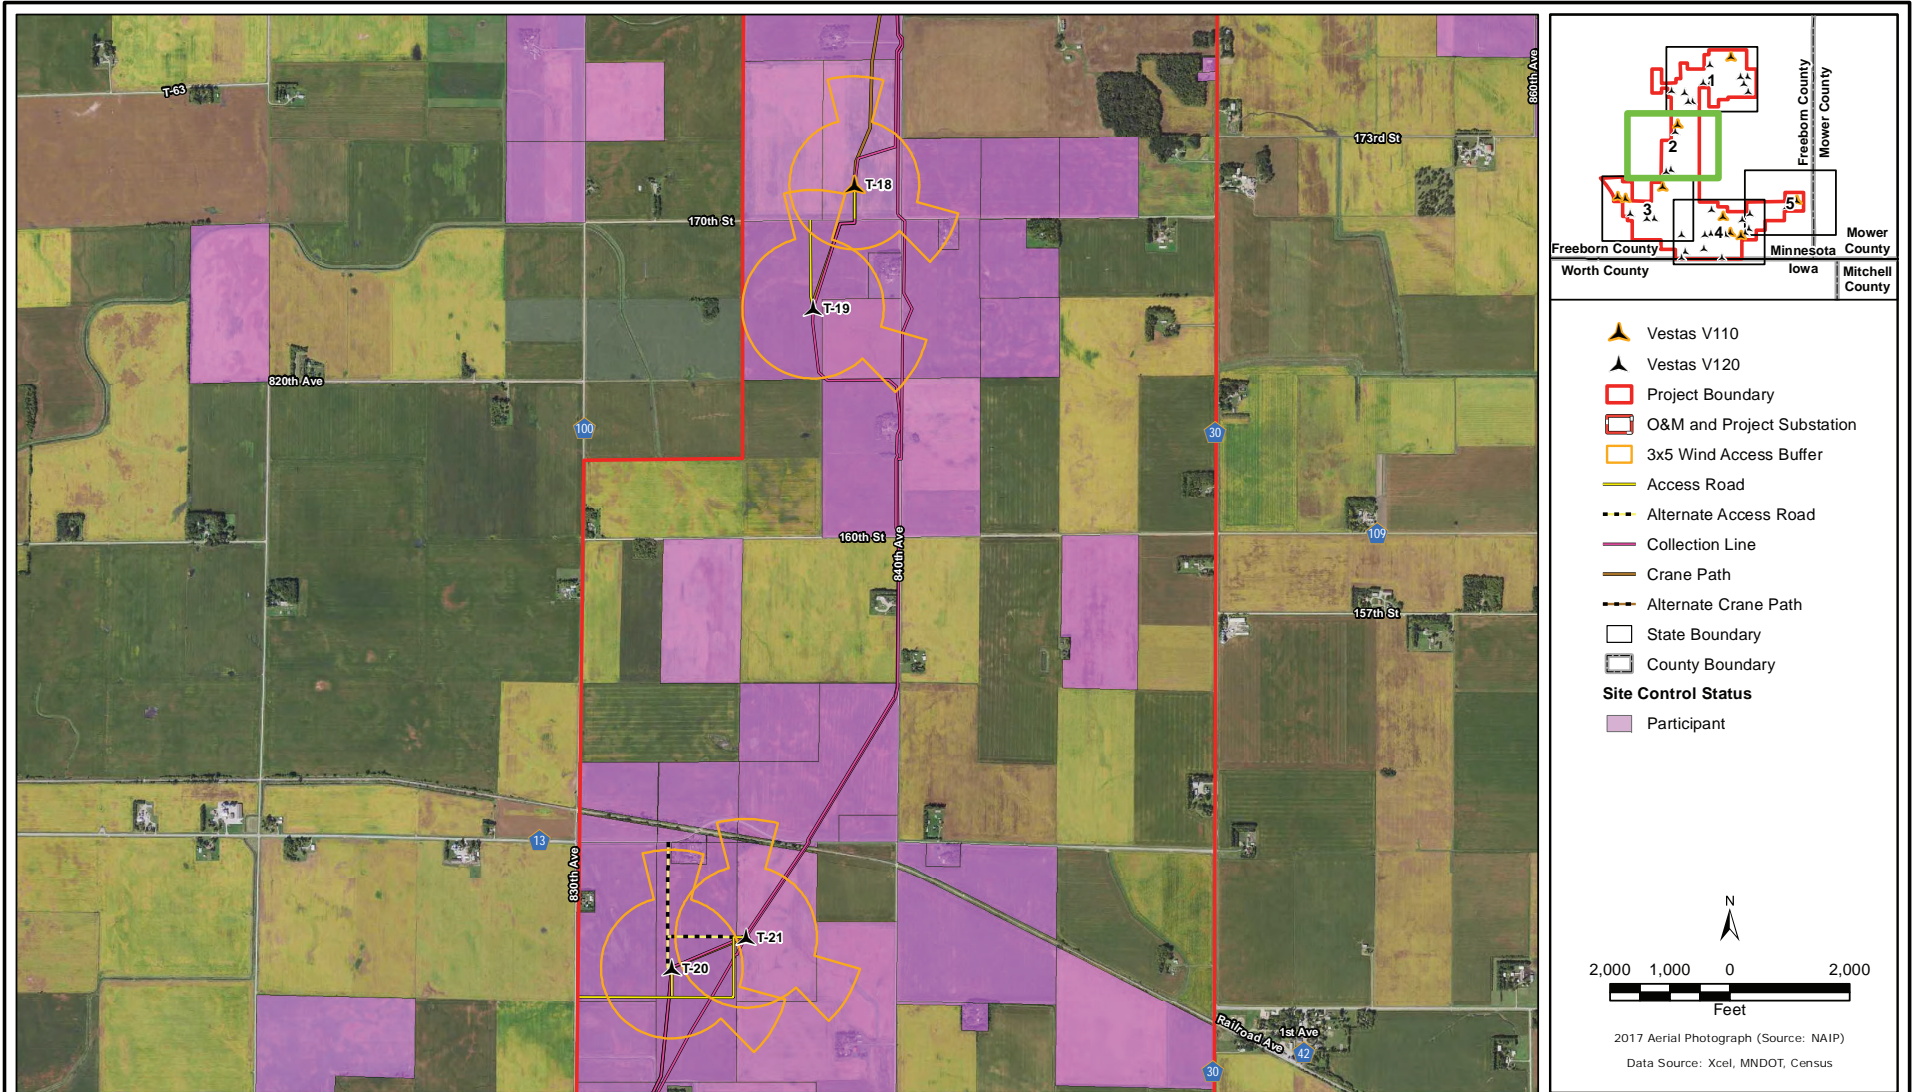 T-63
860th Ave
173rd St
T-18
170th St
T-19
820th Ave
100
30
160th St
840th Ave
109
157th St
13
830th Ave
T-21
T-20
Railroad Ave
1st Ave
42
30
1
2
3
4
5
Freeborn County
Mower County
Freeborn County
Worth County
Minnesota
Iowa
Mower
County
Mitchell
County
Vestas V110
Vestas V120
Project Boundary
O&M and Project Substation
3x5 Wind Access Buffer
Access Road
Alternate Access Road
Collection Line
Crane Path
Alternate Crane Path
State Boundary
County Boundary
Site Control Status
Participant
N
2,000 1,000 0 2,000
Feet
2017 Aerial Photograph (Source: NAIP)
Data Source: Xcel, MNDOT, Census